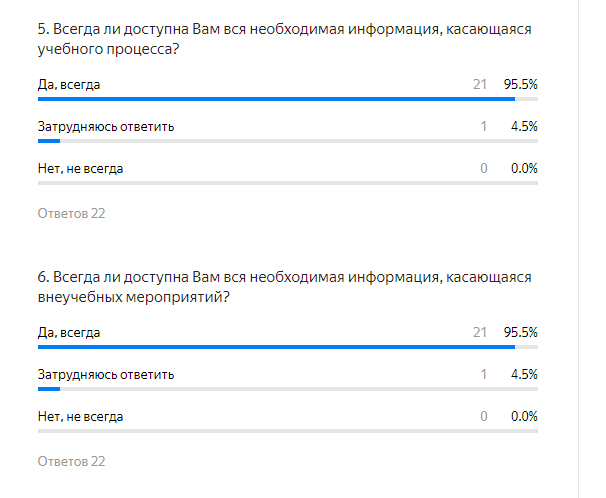 5. Всегда ли доступна Вам вся необходимая информация, касающаяся
учебного процесса?
Да, всегда 21 95.5%
Затрудняюсь ответить 1 4.5%
Нет, не всегда 0 0.0%
Ответов 22
6. Всегда ли доступна Вам вся необходимая информация, касающаяся
внеучебных мероприятий?
Да, всегда 21 95.5%
Затрудняюсь ответить 1 4.5%
Нет, не всегда 0 0.0%
Ответов 22